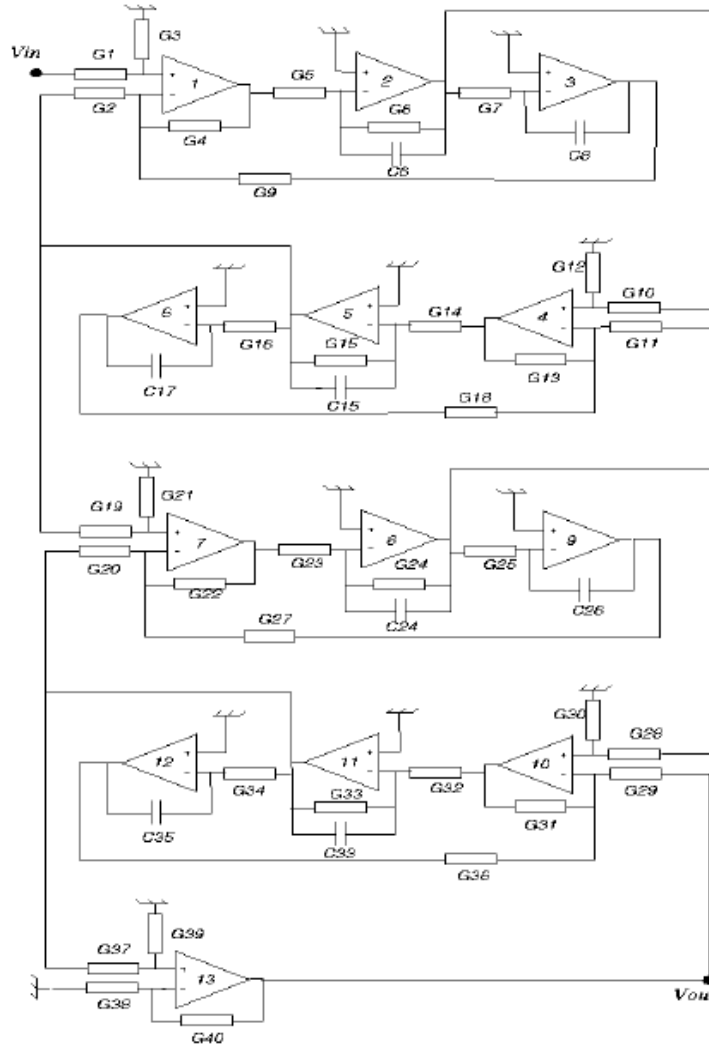 Vin
G1
G3
+
-
1
G2
G4
G5
+
-
2
G6
C6
G7
+
-
3
C8
G9
6
+
-
C17
G16
5
+
-
G15
C15
G14
4
+
-
G12
G10
G11
G13
G18
G19
G21
G20
+
-
7
G22
G23
+
-
8
G24
C24
G25
+
-
9
C26
G27
12
+
-
C35
G34
11
+
-
G33
C33
G32
10
+
-
G30
G28
G29
G31
G36
G37
G39
+
-
13
G38
G40
Vou